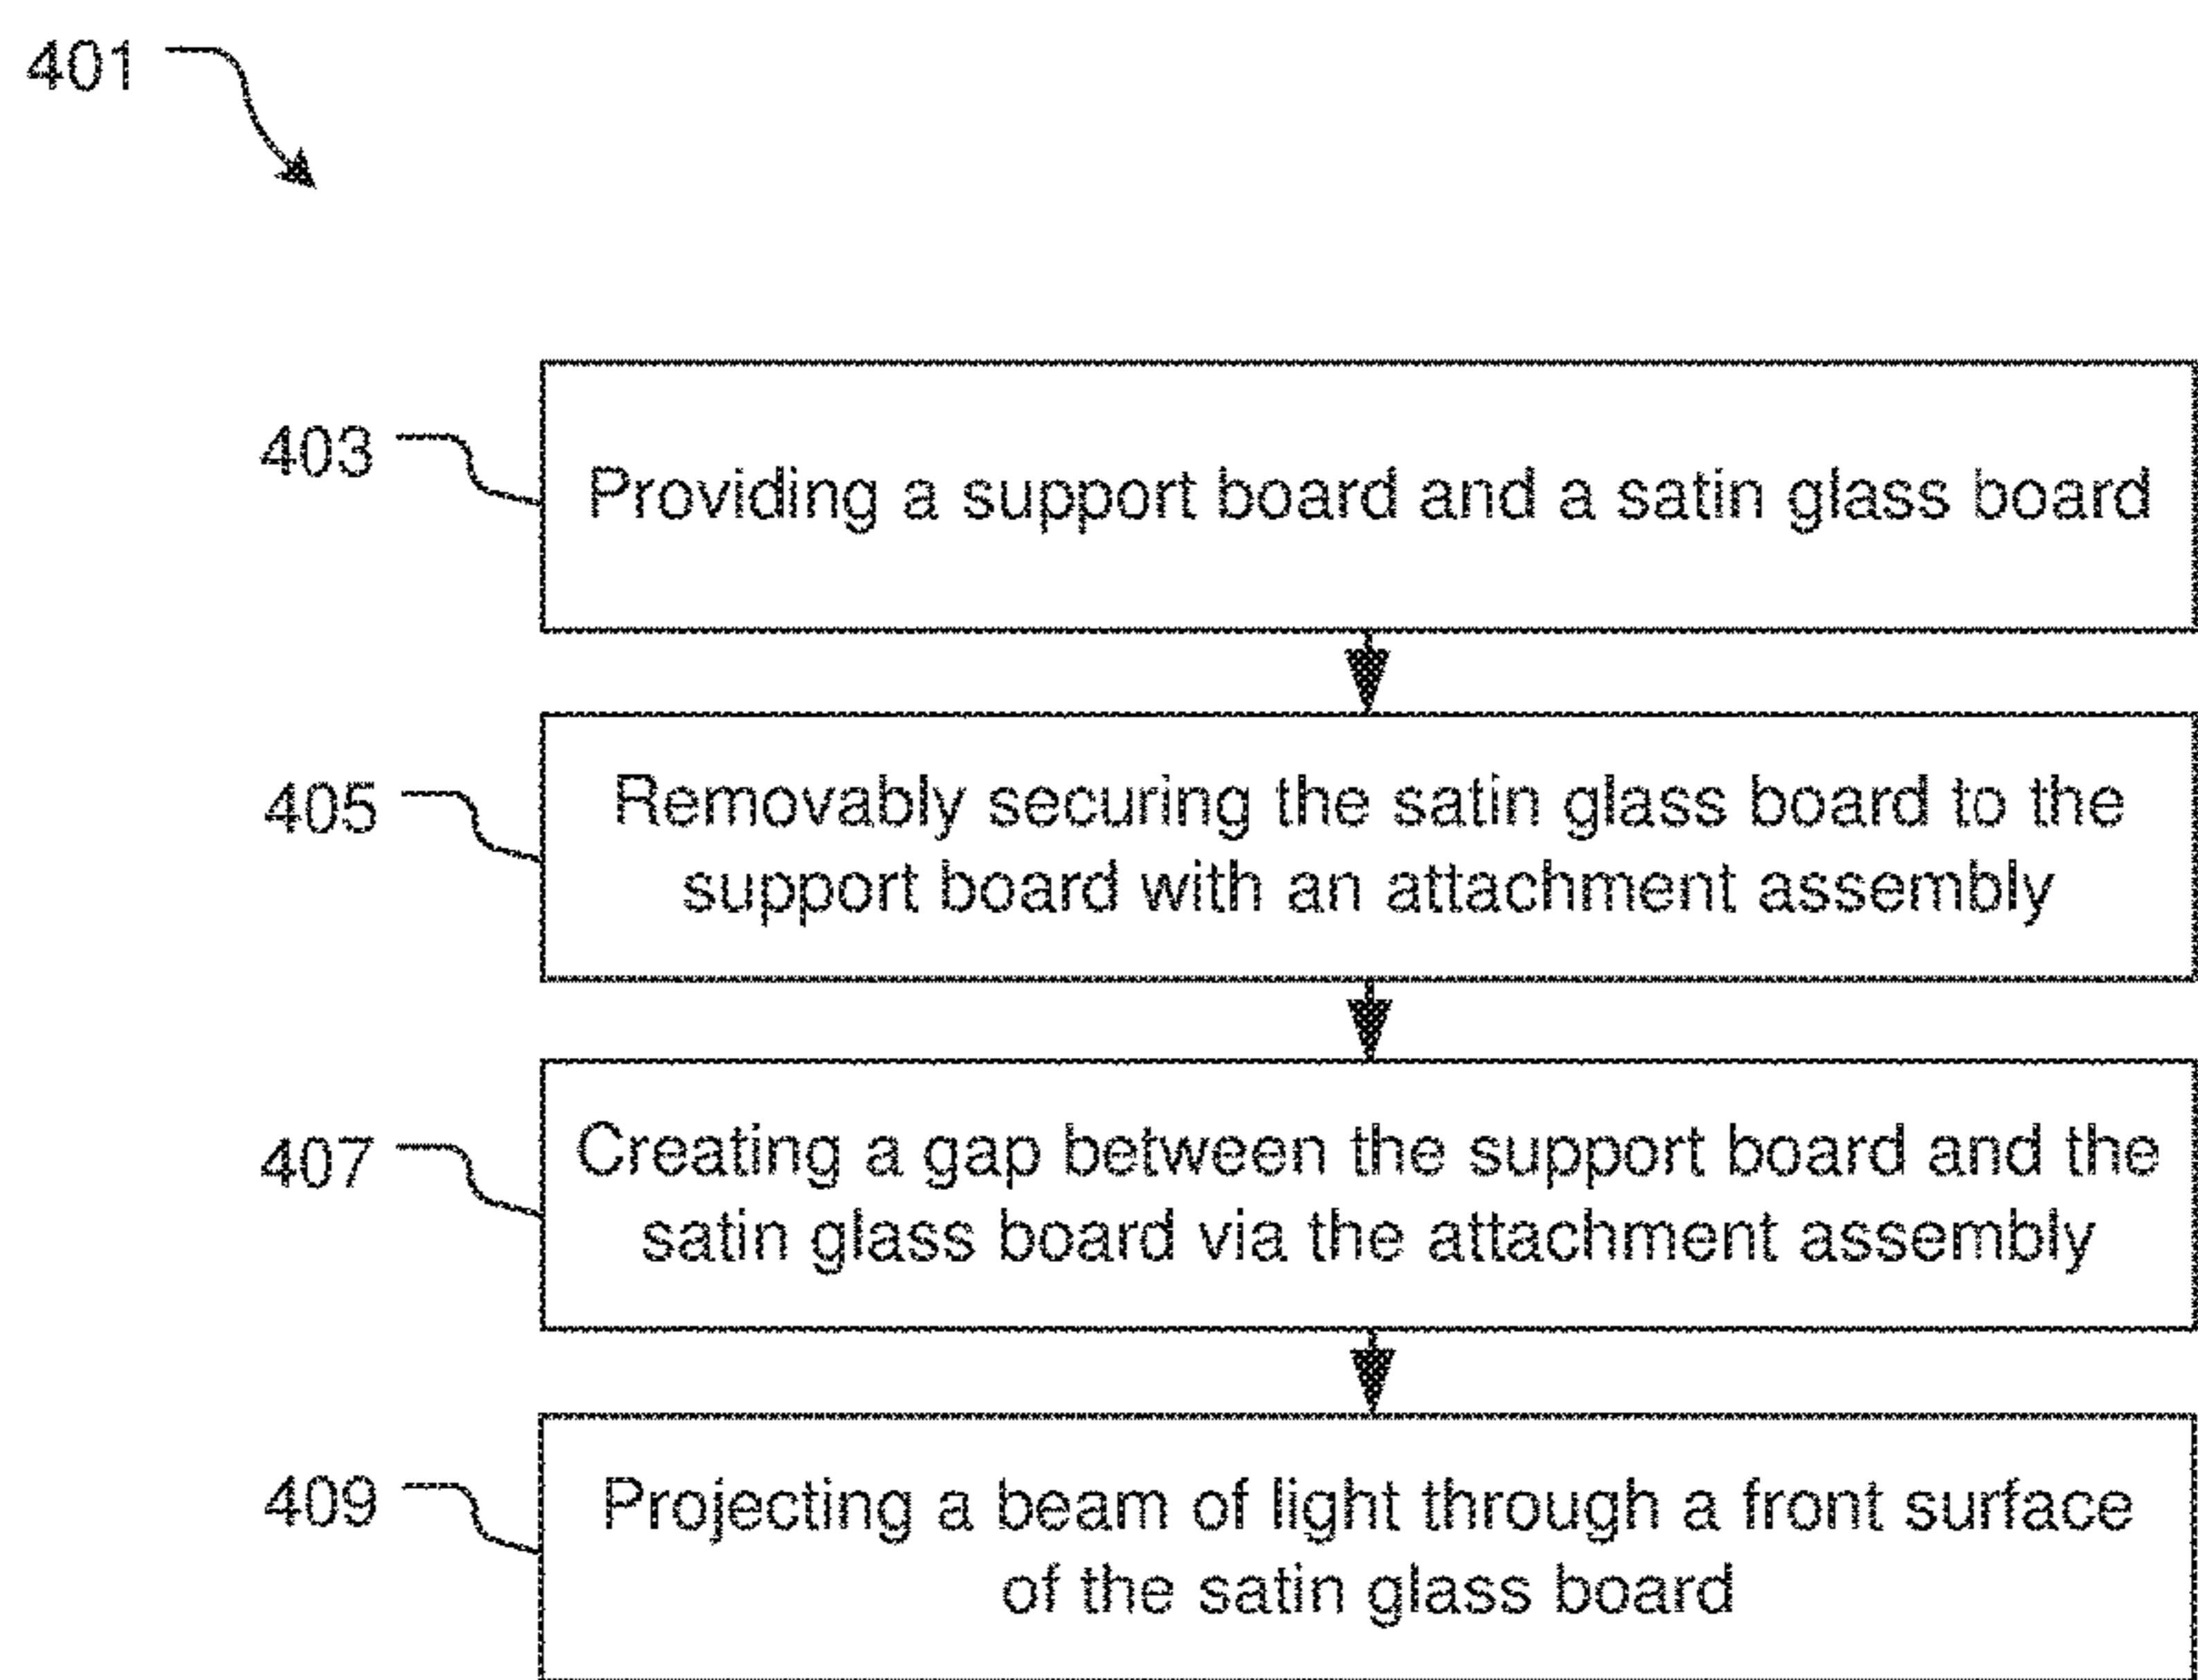 401
403
Providing a support board and a satin glass board
405
Removably securing the satin glass board to the
support board with an attachment assembly
407
Creating a gap between the support board and the
satin glass board via the attachment assembly
409
Projecting a beam of light through a front surface
of the satin glass board